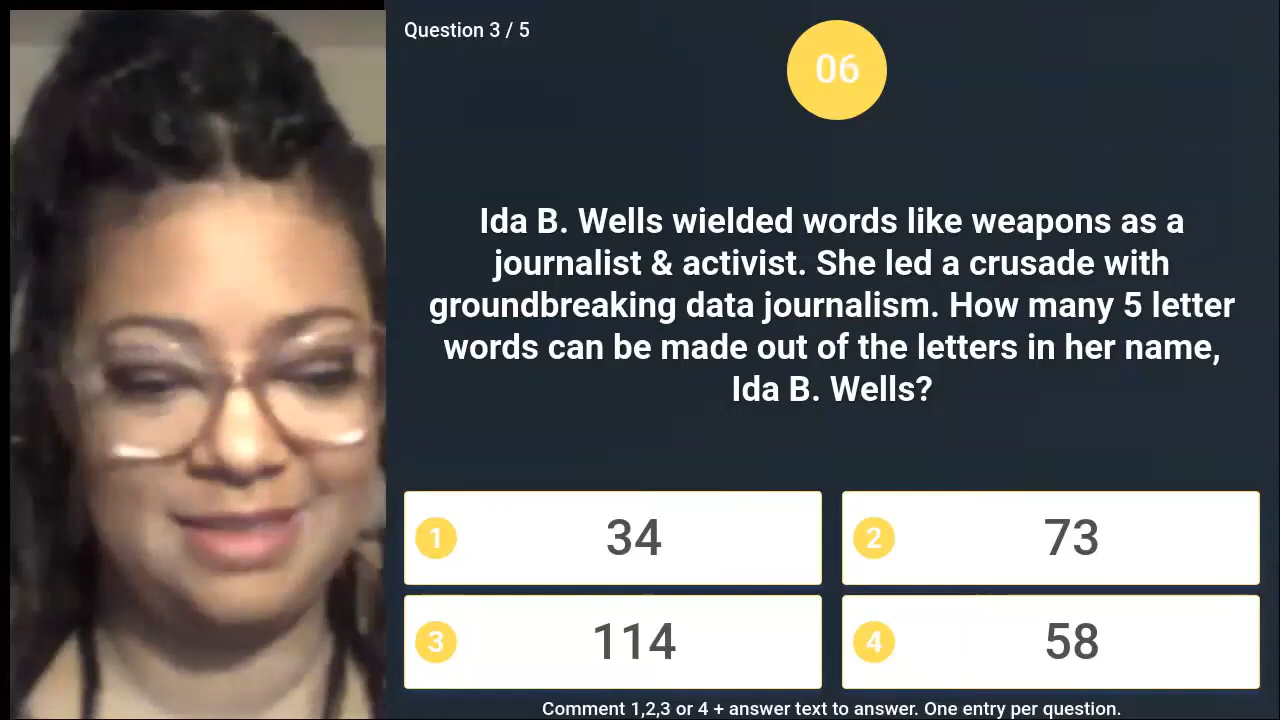 Question 3 / 5
06
Ida B. Wells wielded words like weapons as a
journalist & activist. She led a crusade with
groundbreaking data journalism. How many 5 letter
words can be made out of the letters in her name,
Ida B. Wells?
1 34
2 73
3 114
4 58
Comment 1,2,3 or 4 + answer text to answer. One entry per question.